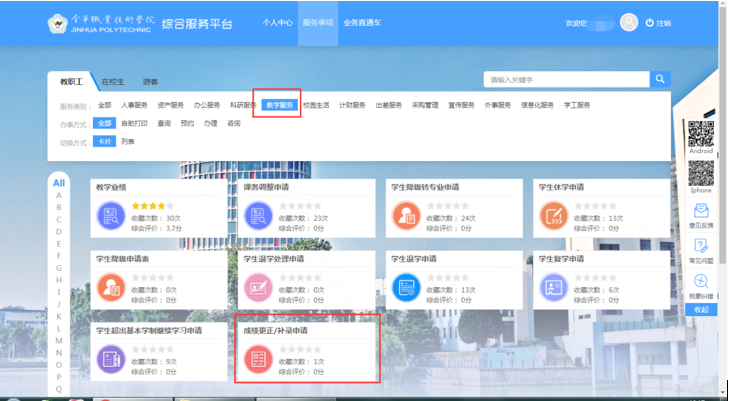 金华职业技术学院
JINHUA POLYTECHNIC
综合服务平台 个人中心 服务事项 业务直通车 欢迎您 注销
教职工 在校生 游客 请输入关键字
服务类别： 全部 人事服务 资产服务 办公服务 科研服务 教学服务 校园生活 计财服务 出差服务 采购管理 宣传服务 外事服务 信息化服务 学工服务
办事方式： 全部 自助打印 查询 预约 办理 咨询
切换方式： 卡片 列表
Android
Iphone
意见反馈
常见问题
我要纠错
收起
All
A
B
C
D
E
F
G
H
I
J
K
L
M
N
O
P
Q
教学业绩
收藏次数： 30次
综合评价： 3.7分
课务调整申请
收藏次数： 23次
综合评价： 0分
学生降级转专业申请
收藏次数： 24次
综合评价： 0分
学生休学申请
收藏次数： 13次
综合评价： 0分
学生降级申请表
收藏次数： 0次
综合评价： 0分
学生退学处理申请
收藏次数： 0次
综合评价： 0分
学生退学申请
收藏次数： 13次
综合评价： 0分
学生复学申请
收藏次数： 6次
综合评价： 0分
学生超出基本学制继续学习申请
收藏次数： 9次
综合评价： 0分
成绩更正/补录申请
收藏次数： 1次
综合评价： 0分